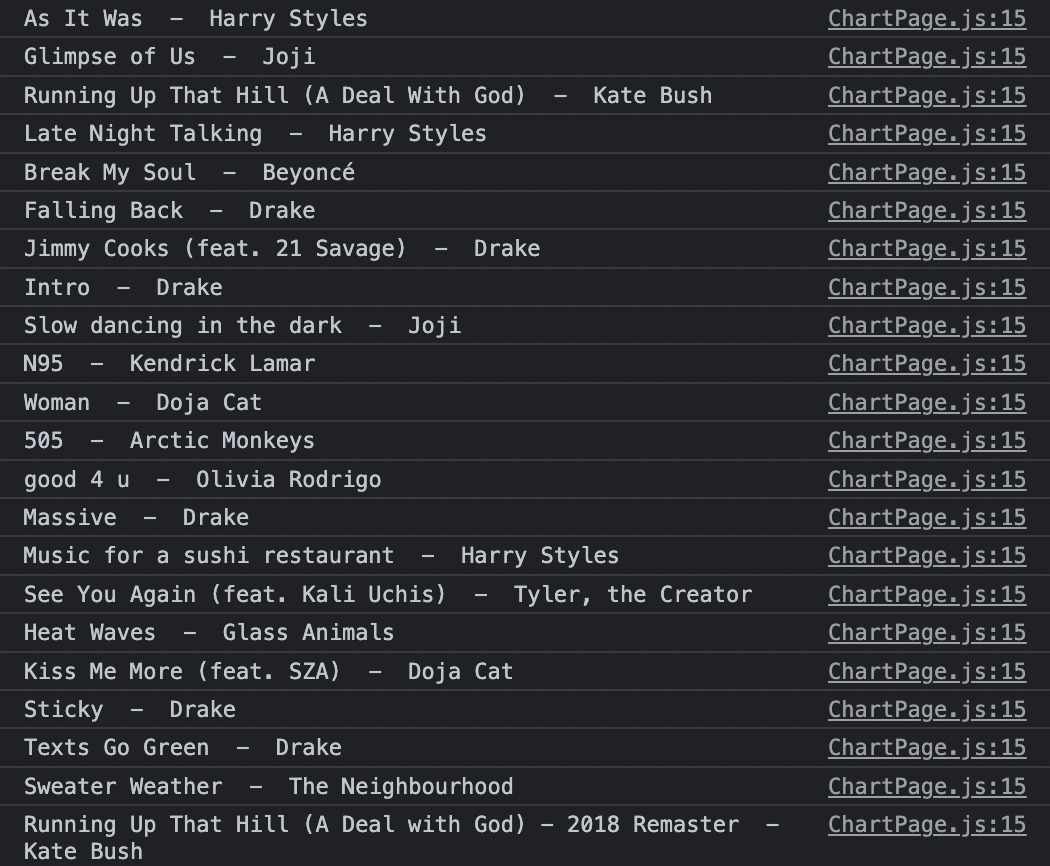 As It Was  –  Harry Styles  ChartPage.js:15
Glimpse of Us  –  Joji  ChartPage.js:15
Running Up That Hill (A Deal With God)  –  Kate Bush  ChartPage.js:15
Late Night Talking  –  Harry Styles  ChartPage.js:15
Break My Soul  –  Beyoncé  ChartPage.js:15
Falling Back  –  Drake  ChartPage.js:15
Jimmy Cooks (feat. 21 Savage)  –  Drake  ChartPage.js:15
Intro  –  Drake  ChartPage.js:15
Slow dancing in the dark  –  Joji  ChartPage.js:15
N95  –  Kendrick Lamar  ChartPage.js:15
Woman  –  Doja Cat  ChartPage.js:15
505  –  Arctic Monkeys  ChartPage.js:15
good 4 u  –  Olivia Rodrigo  ChartPage.js:15
Massive  –  Drake  ChartPage.js:15
Music for a sushi restaurant  –  Harry Styles  ChartPage.js:15
See You Again (feat. Kali Uchis)  –  Tyler, the Creator  ChartPage.js:15
Heat Waves  –  Glass Animals  ChartPage.js:15
Kiss Me More (feat. SZA)  –  Doja Cat  ChartPage.js:15
Sticky  –  Drake  ChartPage.js:15
Texts Go Green  –  Drake  ChartPage.js:15
Sweater Weather  –  The Neighbourhood  ChartPage.js:15
Running Up That Hill (A Deal with God) – 2018 Remaster  –  ChartPage.js:15
Kate Bush